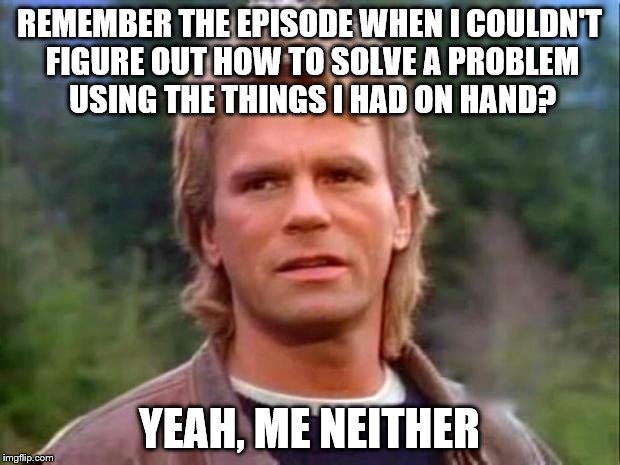 REMEMBER THE EPISODE WHEN I COULDN'T
FIGURE OUT HOW TO SOLVE A PROBLEM
USING THE THINGS I HAD ON HAND?
YEAH, ME NEITHER
imgflip.com